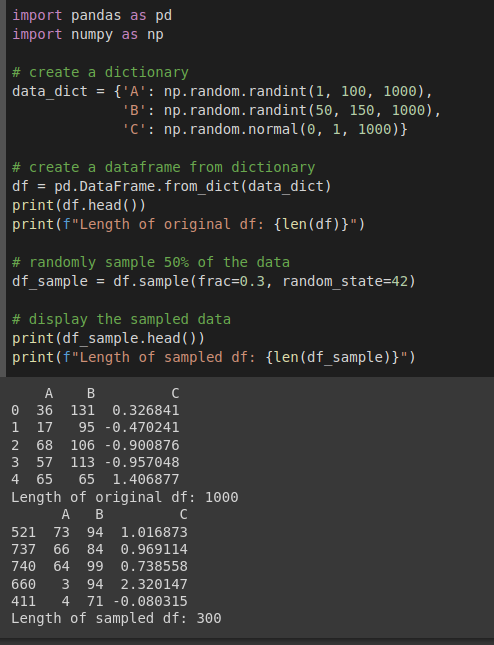 import pandas as pd
import numpy as np

# create a dictionary
data_dict = {'A': np.random.randint(1, 100, 1000),
             'B': np.random.randint(50, 150, 1000),
             'C': np.random.normal(0, 1, 1000)}

# create a dataframe from dictionary
df = pd.DataFrame.from_dict(data_dict)
print(df.head())
print(f"Length of original df: {len(df)}")

# randomly sample 50% of the data
df_sample = df.sample(frac=0.3, random_state=42)

# display the sampled data
print(df_sample.head())
print(f"Length of sampled df: {len(df_sample)}")
    A    B         C
0  36  131  0.326841
1  17   95 -0.470241
2  68  106 -0.900876
3  57  113 -0.957048
4  65   65  1.406877
Length of original df: 1000
      A   B         C
521  73  94  1.016873
737  66  84  0.969114
740  64  99  0.738558
660   3  94  2.320147
411   4  71 -0.080315
Length of sampled df: 300